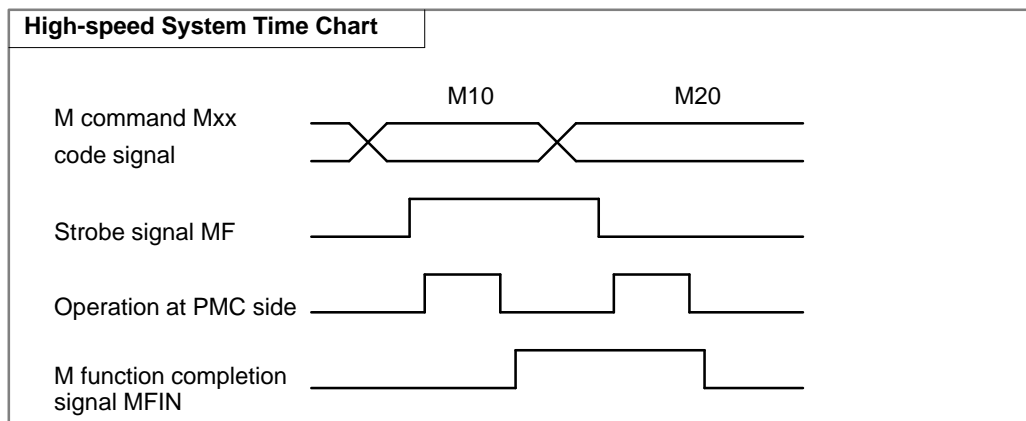 High-speed System Time Chart
M10 M20
M command Mxx
code signal
Strobe signal MF
Operation at PMC side
M function completion
signal MFIN